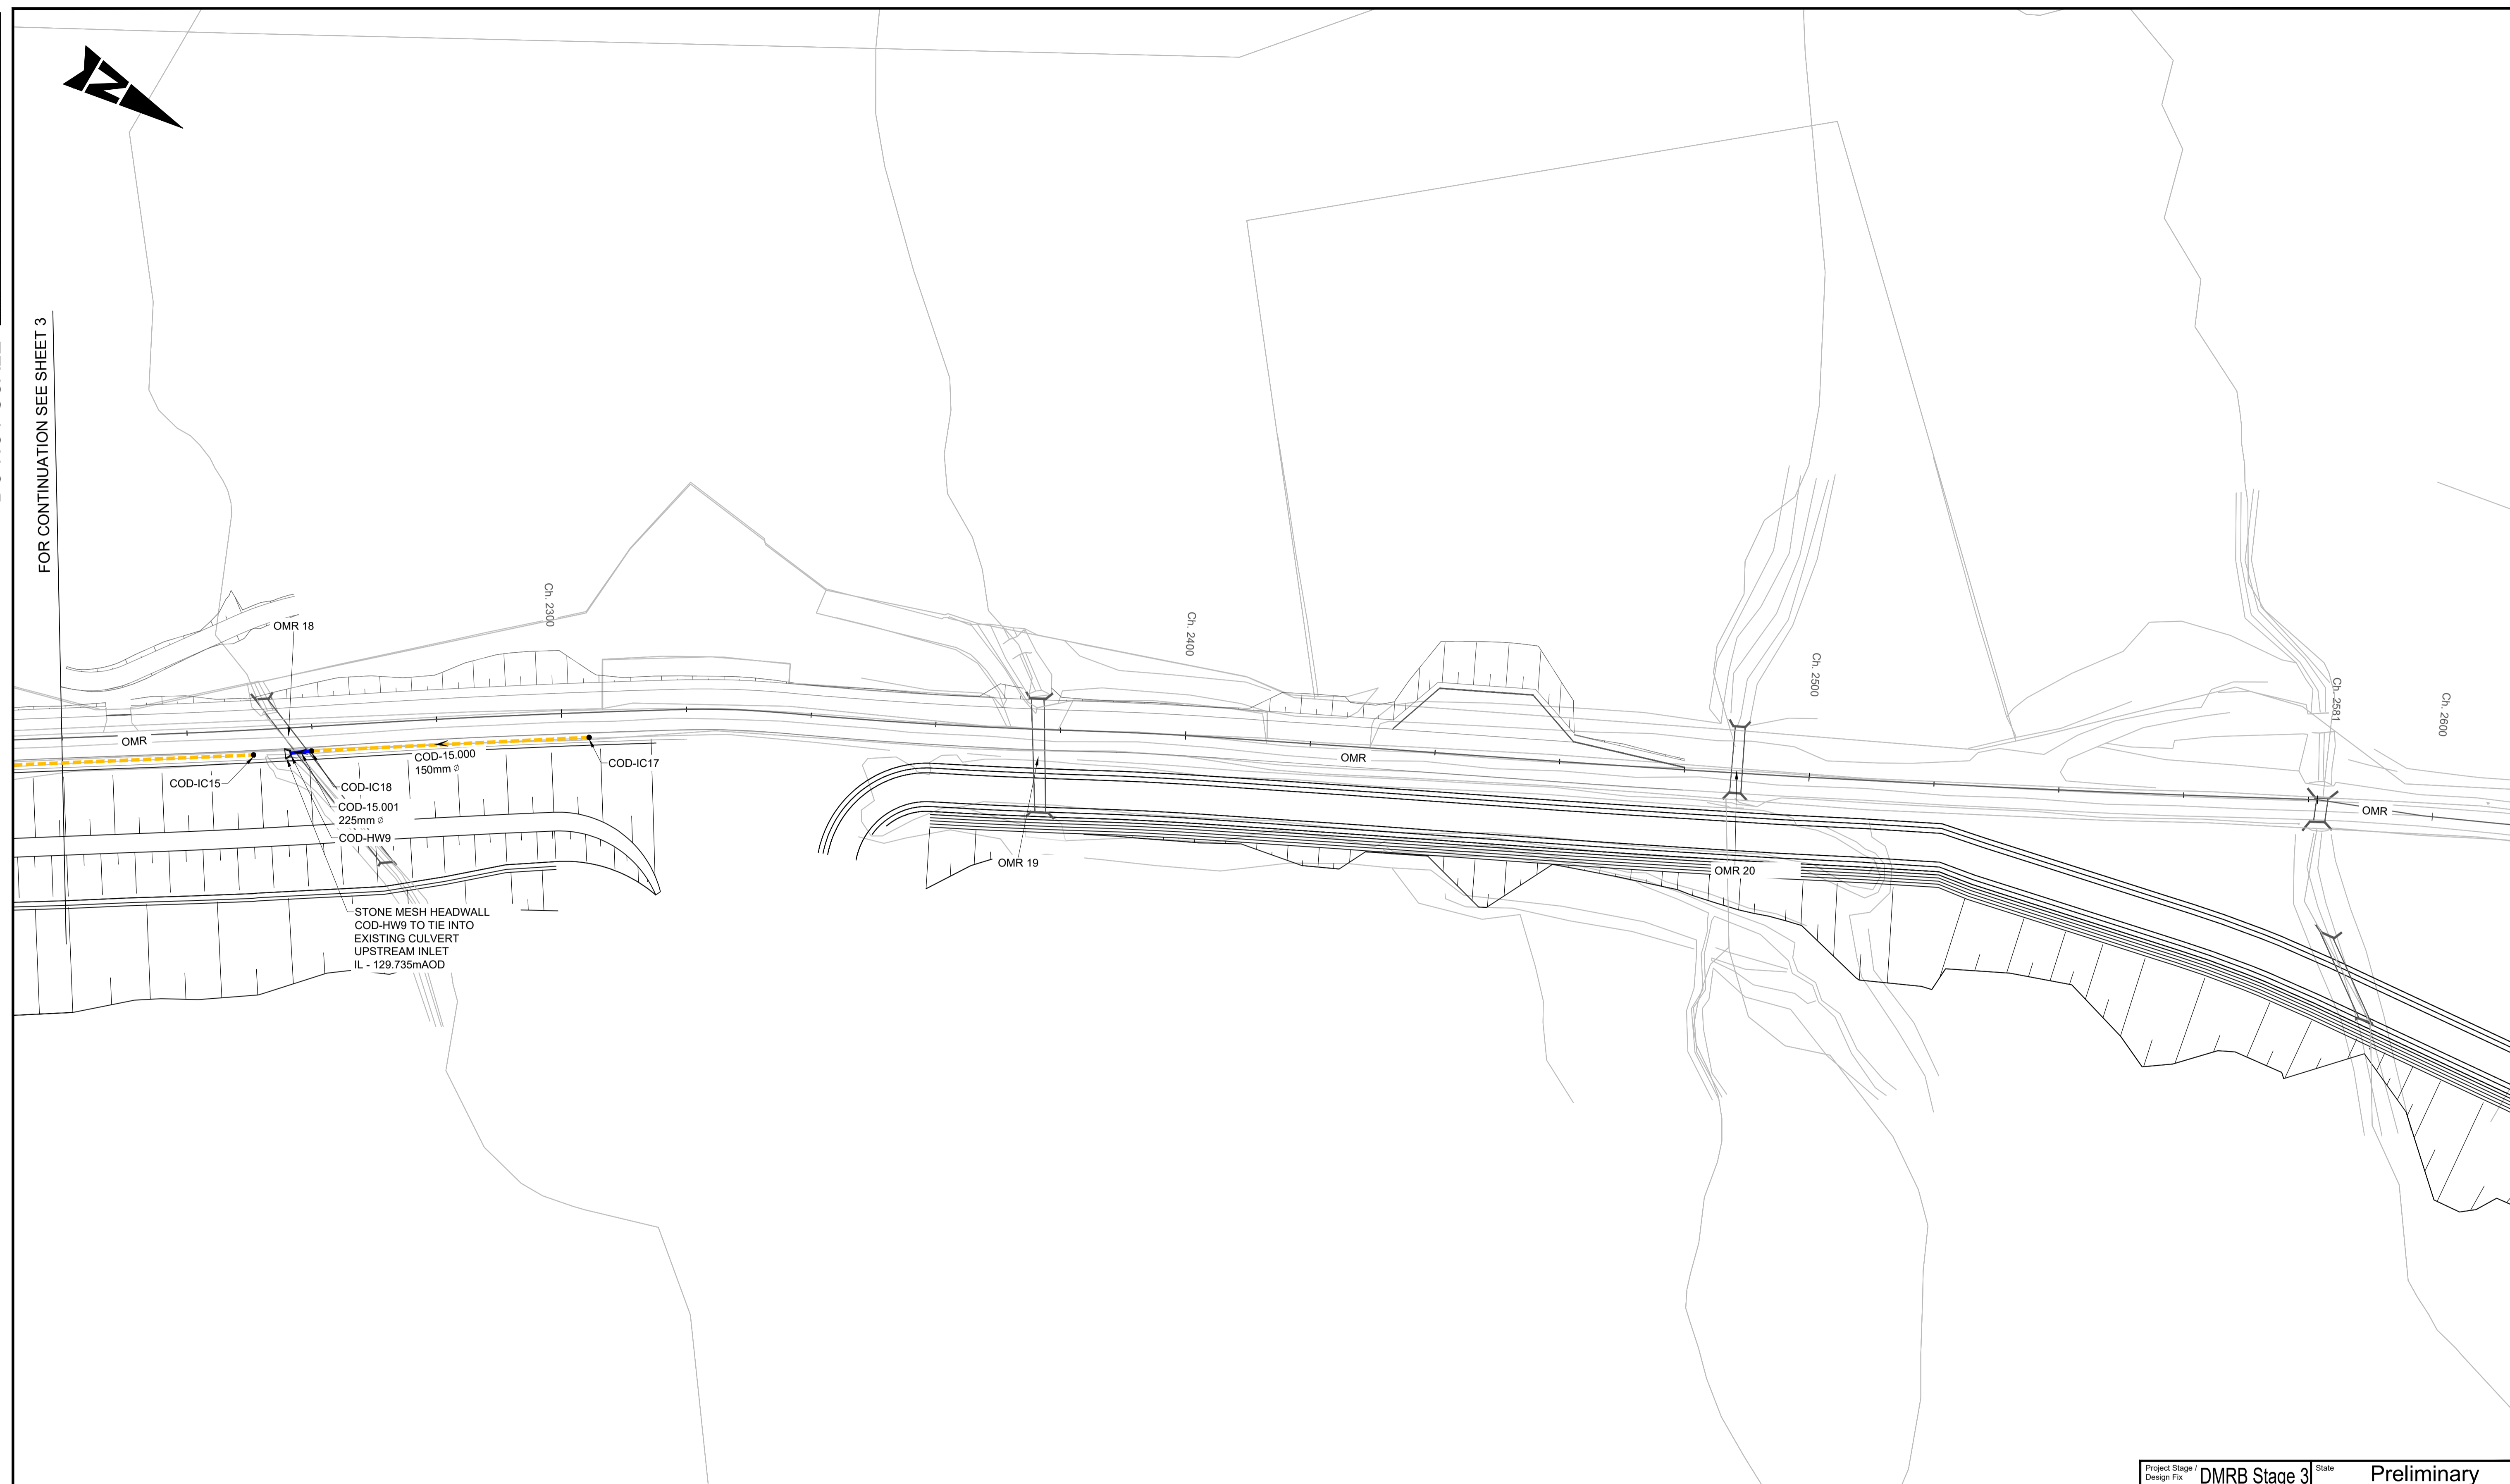 FOR CONTINUATION SEE SHEET 3
Ch. 2300
Ch. 2400
Ch. 2500
Ch. 2581
Ch. 2600
OMR 18
OMR
COD-IC15
COD-IC18
COD-15.001
225mm ∅
COD-HW9
COD-15.000
150mm ∅
COD-IC17
STONE MESH HEADWALL
COD-HW9 TO TIE INTO
EXISTING CULVERT
UPSTREAM INLET
IL - 129.735mAOD
OMR
OMR 19
OMR 20
OMR
Project Stage /
Design Fix
DMRB Stage 3
State
Preliminary